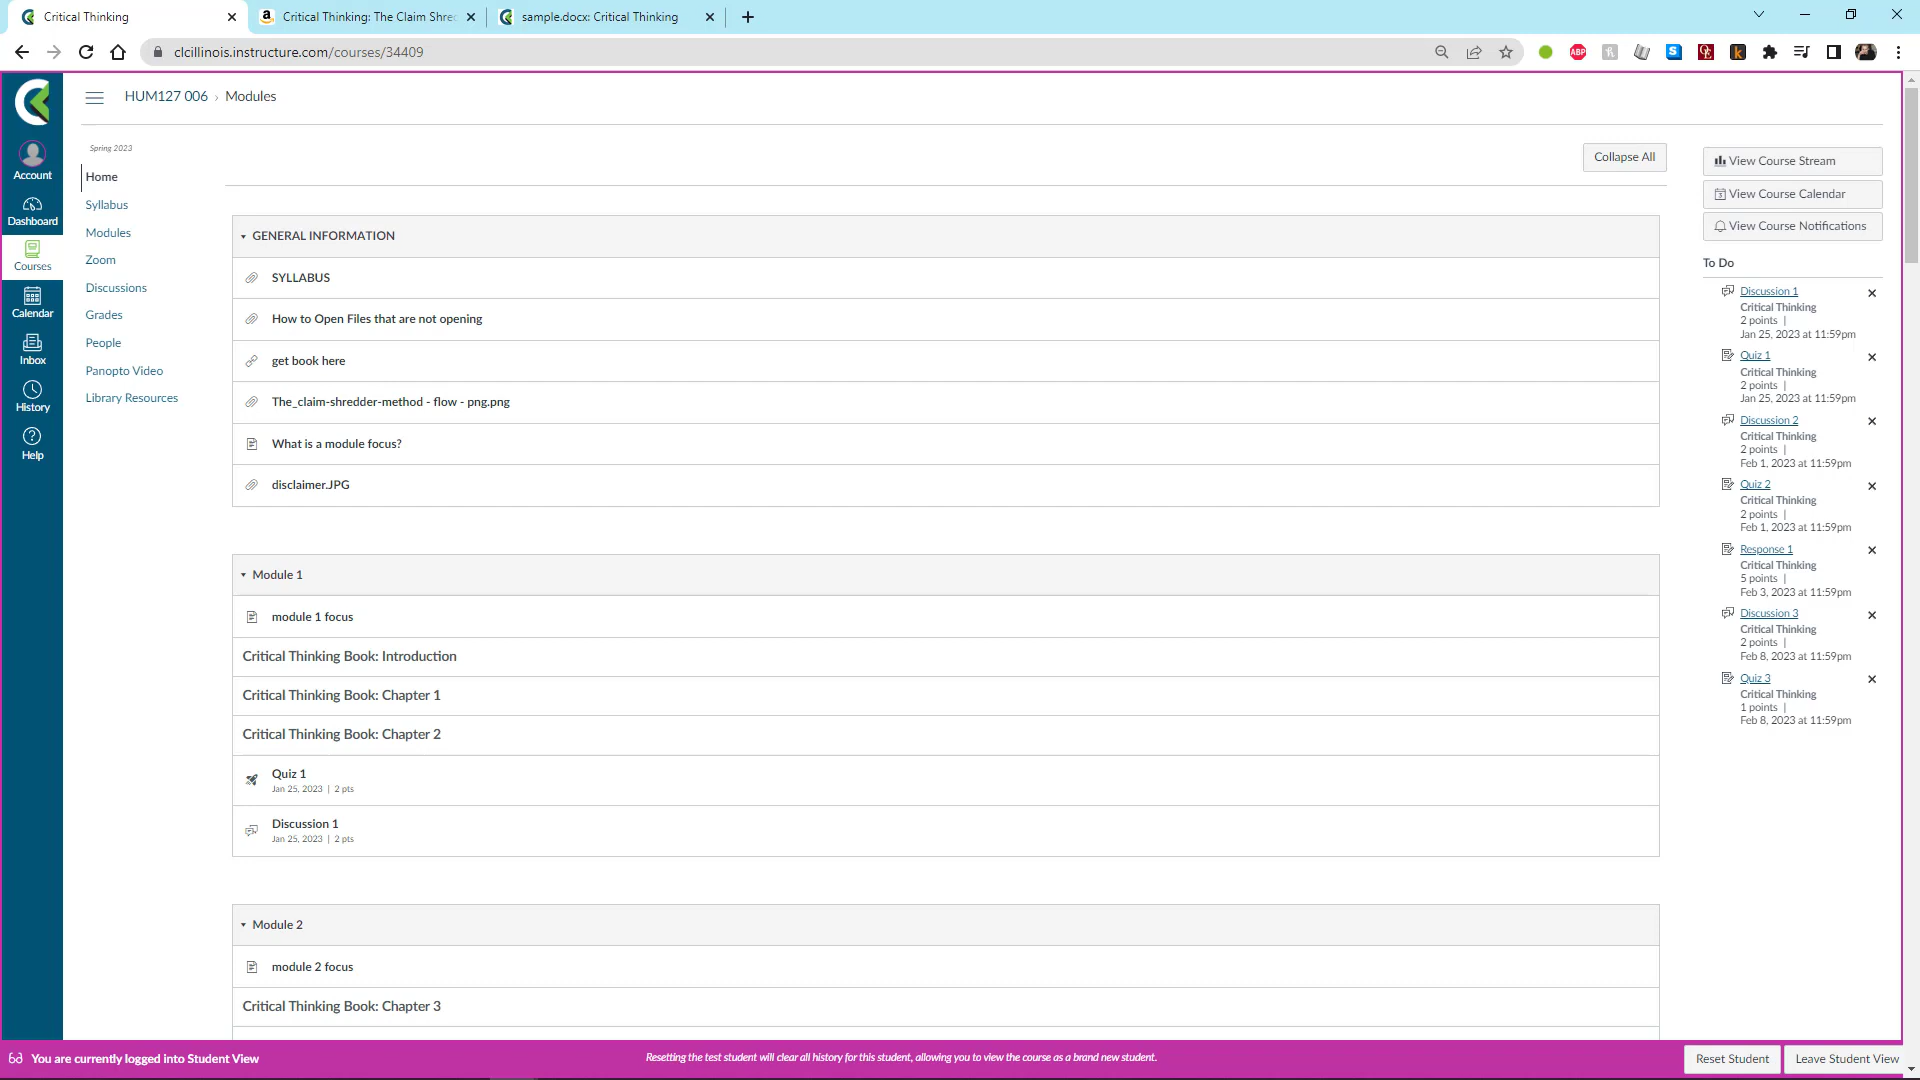 Critical Thinking
Critical Thinking: The Claim Shred
sample.docx: Critical Thinking
clcillinois.instructure.com/courses/34409
ABP
HUM127 006 › Modules
Account
Dashboard
Courses
Calendar
Inbox
History
Help
Spring 2023
Home
Syllabus
Modules
Zoom
Discussions
Grades
People
Panopto Video
Library Resources
Collapse All
GENERAL INFORMATION
SYLLABUS
How to Open Files that are not opening
get book here
The_claim-shredder-method - flow - png.png
What is a module focus?
disclaimer.JPG
Module 1
module 1 focus
Critical Thinking Book: Introduction
Critical Thinking Book: Chapter 1
Critical Thinking Book: Chapter 2
Quiz 1
Jan 25, 2023 | 2 pts
Discussion 1
Jan 25, 2023 | 2 pts
Module 2
module 2 focus
Critical Thinking Book: Chapter 3
View Course Stream
View Course Calendar
View Course Notifications
To Do
Discussion 1
Critical Thinking
2 points |
Jan 25, 2023 at 11:59pm
Quiz 1
Critical Thinking
2 points |
Jan 25, 2023 at 11:59pm
Discussion 2
Critical Thinking
2 points |
Feb 1, 2023 at 11:59pm
Quiz 2
Critical Thinking
2 points |
Feb 1, 2023 at 11:59pm
Response 1
Critical Thinking
5 points |
Feb 3, 2023 at 11:59pm
Discussion 3
Critical Thinking
2 points |
Feb 8, 2023 at 11:59pm
Quiz 3
Critical Thinking
1 points |
Feb 8, 2023 at 11:59pm
You are currently logged into Student View
Resetting the test student will clear all history for this student, allowing you to view the course as a brand new student.
Reset Student
Leave Student View